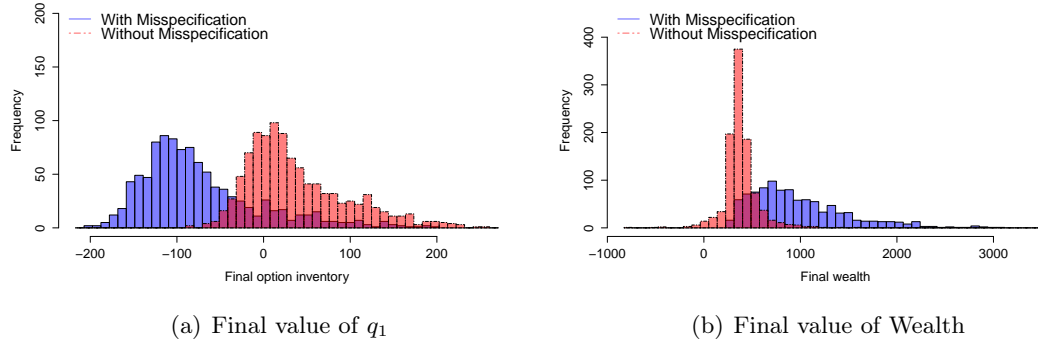 With Misspecification
Without Misspecification
Frequency
0
50
100
150
200
−200
−100
0
100
200
Final option inventory
(a) Final value of q1
With Misspecification
Without Misspecification
Frequency
0
100
200
300
400
−1000
0
1000
2000
3000
Final wealth
(b) Final value of Wealth